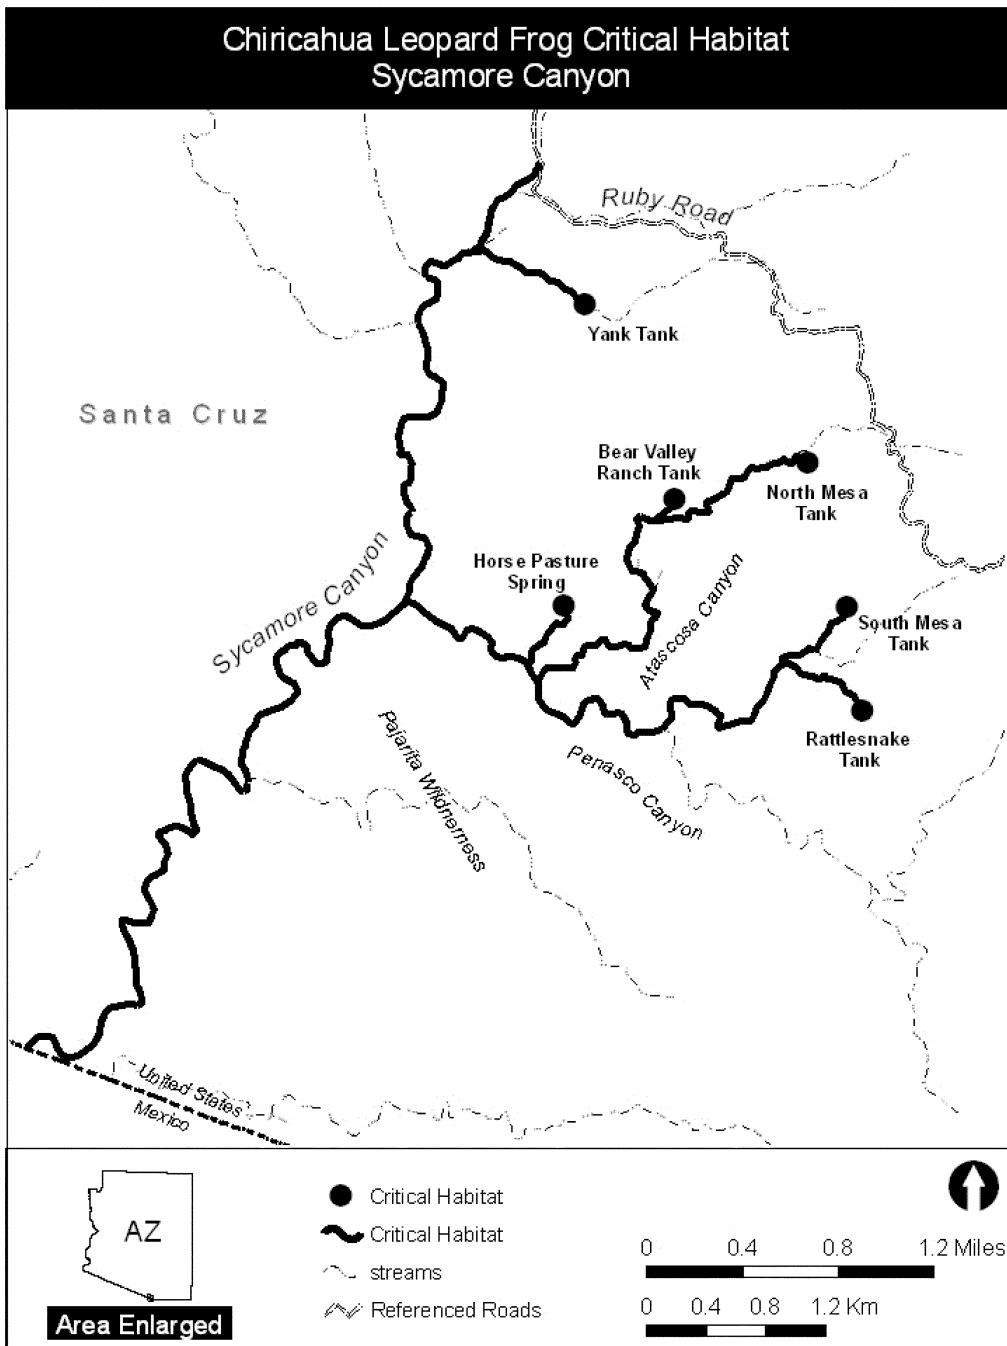 Chiricahua Leopard Frog Critical Habitat
Sycamore Canyon
Ruby Road
Yank Tank
Santa Cruz
Bear Valley
Ranch Tank
North Mesa
Tank
Horse Pasture
Spring
Sycamore Canyon
Atascosa Canyon
South Mesa
Tank
Rattlesnake
Tank
Pajarita Wildnerness
Penasco Canyon
United States
Mexico
AZ
Area Enlarged
Critical Habitat
Critical Habitat
streams
Referenced Roads
0 0.4 0.8 1.2 Miles
0 0.4 0.8 1.2 Km